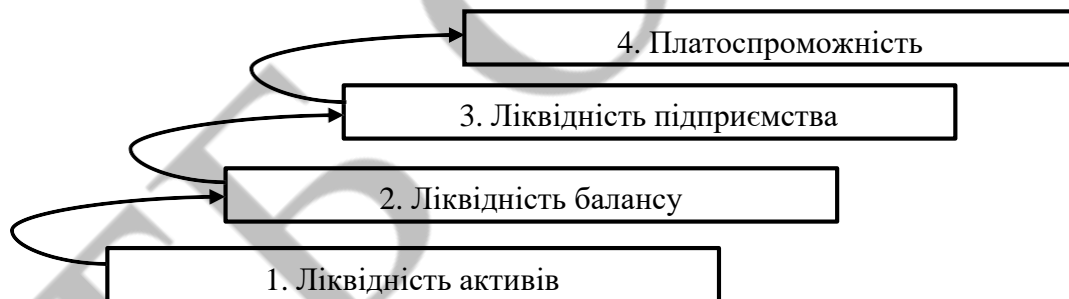 4. Платоспроможність
3. Ліквідність підприємства
2. Ліквідність балансу
1. Ліквідність активів